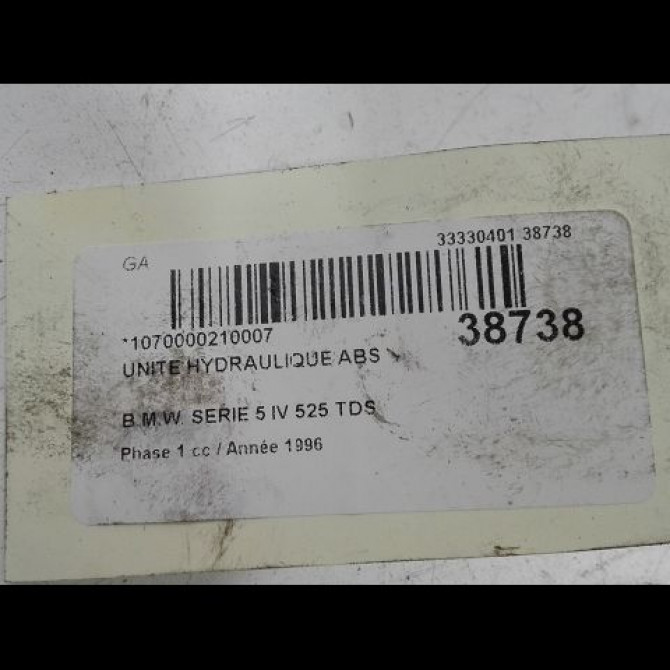 GA
33330401 38738
*1070000210007
38738
UNITE HYDRAULIQUE ABS
B.M.W. SERIE 5 IV 525 TDS
Phase 1 cc / Année 1996